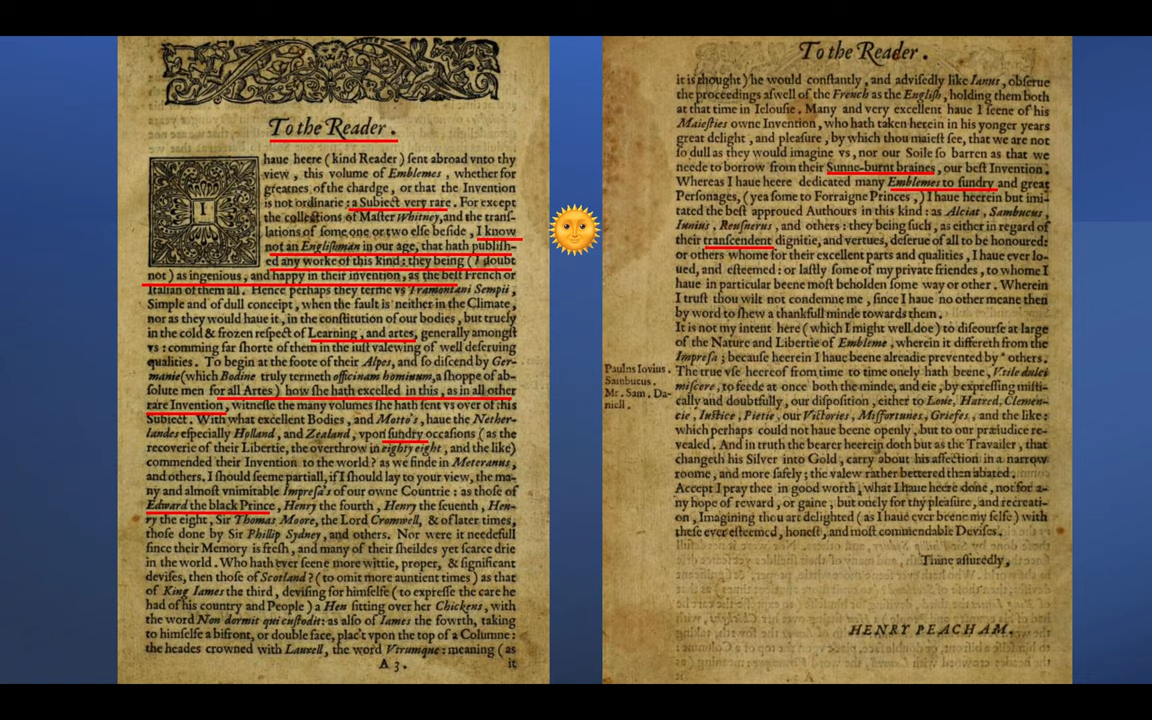 To the Reader.
I haue heere (kind Reader) ſent abroad vnto thy
view, this volume of Emblemes, whether for
greatnes of the chardge, or that the Invention
is not ordinarie: a Subiect very rare. For except
the collections of Maſter Whitney, and the tranſ-
lations of ſome one or two elſe beſide, I know
not an Engliſhman in our age, that hath publiſh-
ed any worke of this kind: they being (I doubt
not) as ingenious, and happy in their invention, as the beſt French or
Italian of them all. Hence perhaps they terme vs Tramontani Sempii,
Simple and of dull conceipt, when the fault is neither in the Climate,
nor as they would haue it, in the conſtitution of our bodies, but truely
in the cold & frozen reſpect of Learning, and artes, generally amongſt
vs: comming far ſhorte of them in the iuſt valewing of well deſeruing
qualities. To begin at the foote of their Alpes, and ſo diſcend by Ger-
manie (which Bodine truly termeth officinam hominum, a ſhoppe of ab-
ſolute men for all Artes) how ſhe hath excelled in this, as in all other
rare Invention, witneſſe the many volumes ſhe hath ſent vs over of this
Subiect. With what excellent Bodies, and Motto's, haue the Nether-
landes eſpecially Holland, and Zealand, vpon ſundry occaſions (as the
recoverie of their Libertie, the overthrow in eighty eight, and the like)
commended their Invention to the world? as we finde in Meteranus,
and others. I ſhould ſeeme partiall, if I ſhould lay to your view, the ma-
ny and almoſt vnimitable Impreſa's of our owne Countrie: as thoſe of
Edward the black Prince, Henry the fourth, Henry the ſeuenth, Hen-
ry the eight, Sir Thomas Moore, the Lord Cromwell, & of later times,
thoſe done by Sir Phillip Sydney, and others. Nor were it needefull
ſince their Memory is freſh, and many of their ſheildes yet ſcarce drie
in the world. Who hath ever ſeene more wittie, proper, & ſignificant
deviſes, then thoſe of Scotland? (to omit more auntient times) as that
of King Iames the third, deviſing for himſelfe (to expreſſe the care he
had of his country and People) a Hen ſitting over her Chickens, with
the word Non dormit qui cuſtodit: as alſo of Iames the fowrth, taking
to himſelfe a bifront, or double face, plac't vpon the top of a Columne:
the heades crowned with Laurell, the word Vtrumque: meaning (as
A 3. it
To the Reader.
it is thought) he would conſtantly, and adviſedly like Ianus, obſerue
the proceedings aſwell of the French as the Engliſh, holding them both
at that time in Ielouſie. Many and very excellent haue I ſeene of his
Maieſties owne Invention, who hath taken herein in his yonger years
great delight, and pleaſure, by which thou maieſt ſee, that we are not
ſo dull as they would imagine vs, nor our Soile ſo barren as that we
neede to borrow from their Sunne-burnt braines, our beſt Invention.
Whereas I haue heere dedicated many Emblemes to ſundry and great
Perſonages, (yea ſome to Forraigne Princes,) I haue heerein but imi-
tated the beſt approued Authours in this kind: as Alciat, Sambucus,
Iunius, Reuſnerus, and others: they being ſuch, as either in regard of
their tranſcendent dignitie, and vertues, deſerue of all to be honoured:
or others whome for their excellent parts and qualities, I haue ever lo-
ued, and eſteemed: or laſtly ſome of my private friendes, to whome I
haue in particular beene moſt beholden ſome way or other. Wherein
I truſt thou wilt not condemne me, ſince I haue no other meane then
by word to ſhew a thankfull minde towards them.
It is not my intent here (which I might well doe) to diſcourſe at large
of the Nature and Libertie of Embleme, wherein it differeth from the
Impreſa; becauſe heerein I haue beene alreadie prevented by * others.
Paulus Iovius.
Sambucus.
Mr. Sam. Da-
niell.
The true vſe heereof from time to time onely hath beene, Vtile dulci
miſcere, to feede at once both the minde, and eie, by expreſſing miſti-
cally and doubtfully, our diſpoſition, either to Loue, Hatred, Clemen-
cie, Iuſtice, Pietie, our Victories, Miſfortunes, Griefes, and the like:
which perhaps could not haue beene openly, but to our præiudice re-
vealed. And in truth the bearer heerein doth but as the Travailer, that
changeth his Silver into Gold, carry about his affection in a narrow
roome, and more ſafely; the valew rather bettered then abated.
Accept I pray thee in good worth, what I haue heere done, not for a-
ny hope of reward, or gaine, but onely for thy pleaſure, and recreati-
on, Imagining thou art delighted (as I haue ever beene my ſelfe) with
theſe ever eſteemed, honeſt, and moſt commendable Deviſes.
Thine aſſuredly,
HENRY PEACHAM.